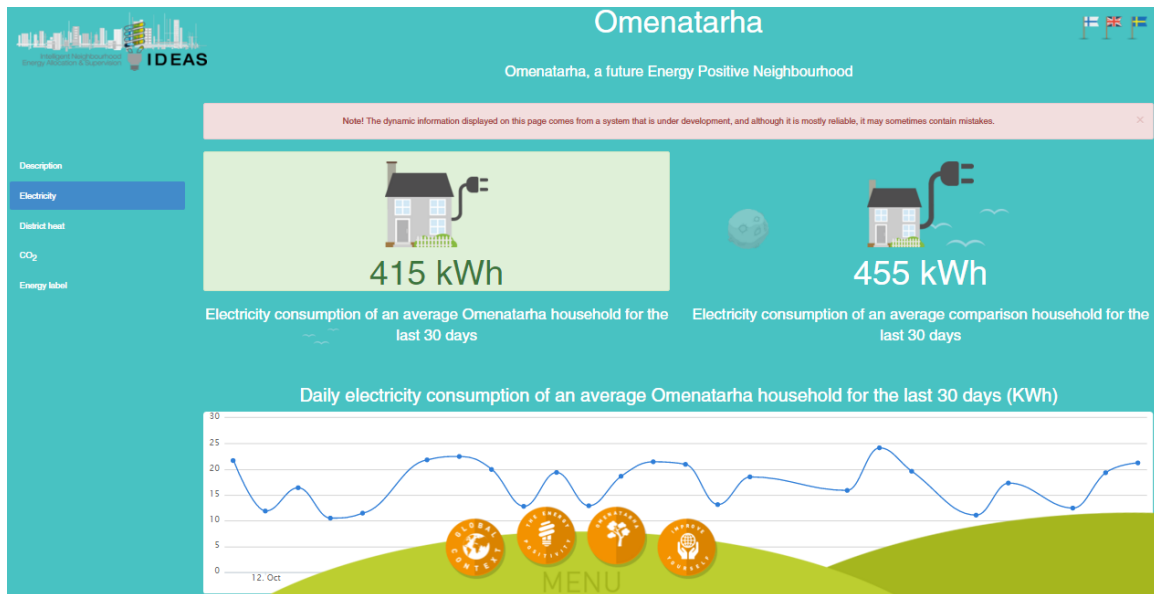 Omenatarha
Intelligent Neighbourhood
Energy Allocation & Supervision
IDEAS
Omenatarha, a future Energy Positive Neighbourhood
Note! The dynamic information displayed on this page comes from a system that is under development, and although it is mostly reliable, it may sometimes contain mistakes.
×
Description
Electricity
District heat
CO2
Energy label
415 kWh
455 kWh
Electricity consumption of an average Omenatarha household for the
last 30 days
Electricity consumption of an average comparison household for the
last 30 days
Daily electricity consumption of an average Omenatarha household for the last 30 days (KWh)
30
25
20
15
10
5
0
12. Oct
GLOBAL CONTEXT
THE ENERGY POSITIVITY
OMENATARHA
IMPROVE YOURSELF
MENU